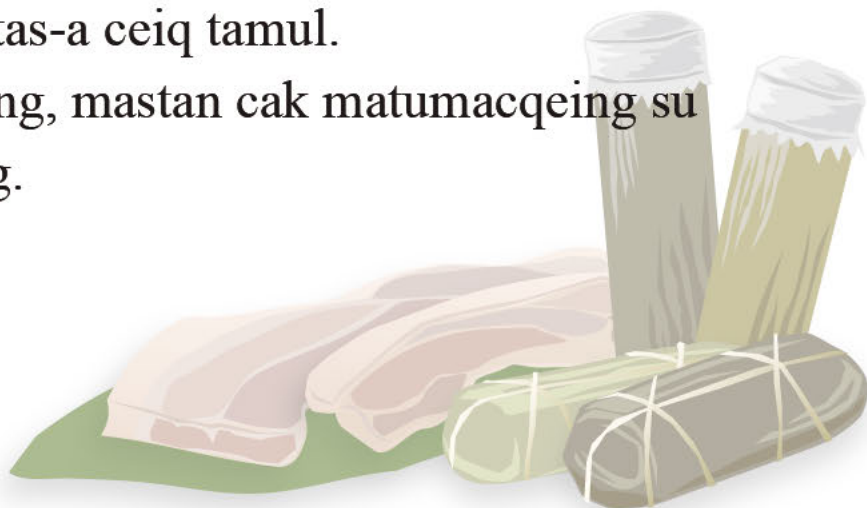 tas-a ceiq tamul.
ng, mastan cak matumacqeing su
g.